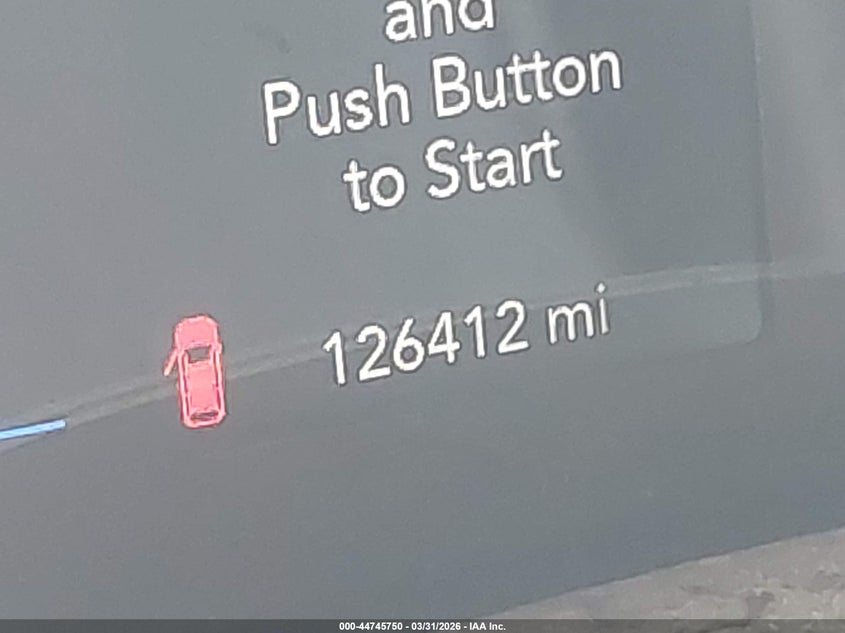 and
Push Button
to Start
126412 mi
000-44745750 - 03/31/2026 - IAA Inc.